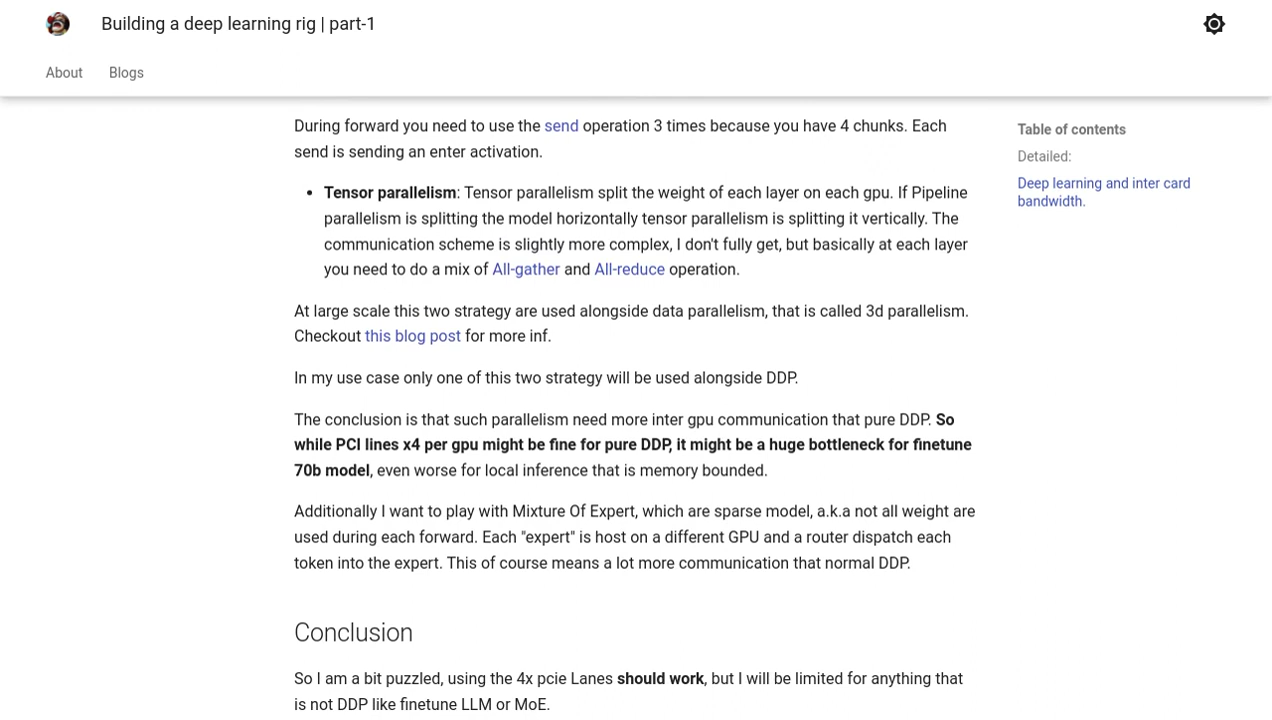 Building a deep learning rig | part-1
About
Blogs
During forward you need to use the send operation 3 times because you have 4 chunks. Each
send is sending an enter activation.
• Tensor parallelism: Tensor parallelism split the weight of each layer on each gpu. If Pipeline
parallelism is splitting the model horizontally tensor parallelism is splitting it vertically. The
communication scheme is slightly more complex, I don't fully get, but basically at each layer
you need to do a mix of All-gather and All-reduce operation.
At large scale this two strategy are used alongside data parallelism, that is called 3d parallelism.
Checkout this blog post for more inf.
In my use case only one of this two strategy will be used alongside DDP.
The conclusion is that such parallelism need more inter gpu communication that pure DDP. So
while PCI lines x4 per gpu might be fine for pure DDP, it might be a huge bottleneck for finetune
70b model, even worse for local inference that is memory bounded.
Additionally I want to play with Mixture Of Expert, which are sparse model, a.k.a not all weight are
used during each forward. Each "expert" is host on a different GPU and a router dispatch each
token into the expert. This of course means a lot more communication that normal DDP.
Conclusion
So I am a bit puzzled, using the 4x pcie Lanes should work, but I will be limited for anything that
is not DDP like finetune LLM or MoE.
Table of contents
Detailed:
Deep learning and inter card
bandwidth.